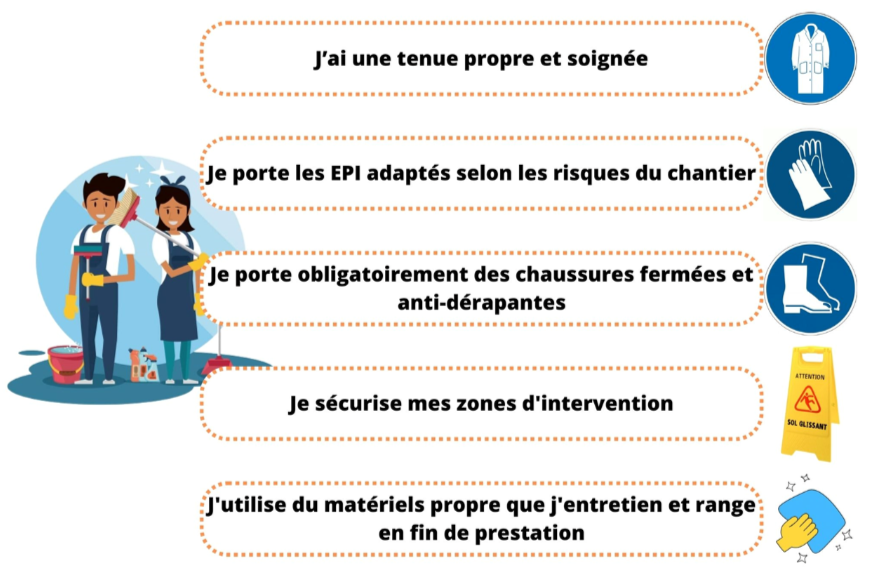 J’ai une tenue propre et soignée
Je porte les EPI adaptés selon les risques du chantier
Je porte obligatoirement des chaussures fermées et
anti-dérapantes
ATTENTION
SOL GLISSANT
Je sécurise mes zones d'intervention
J'utilise du matériels propre que j'entretien et range
en fin de prestation